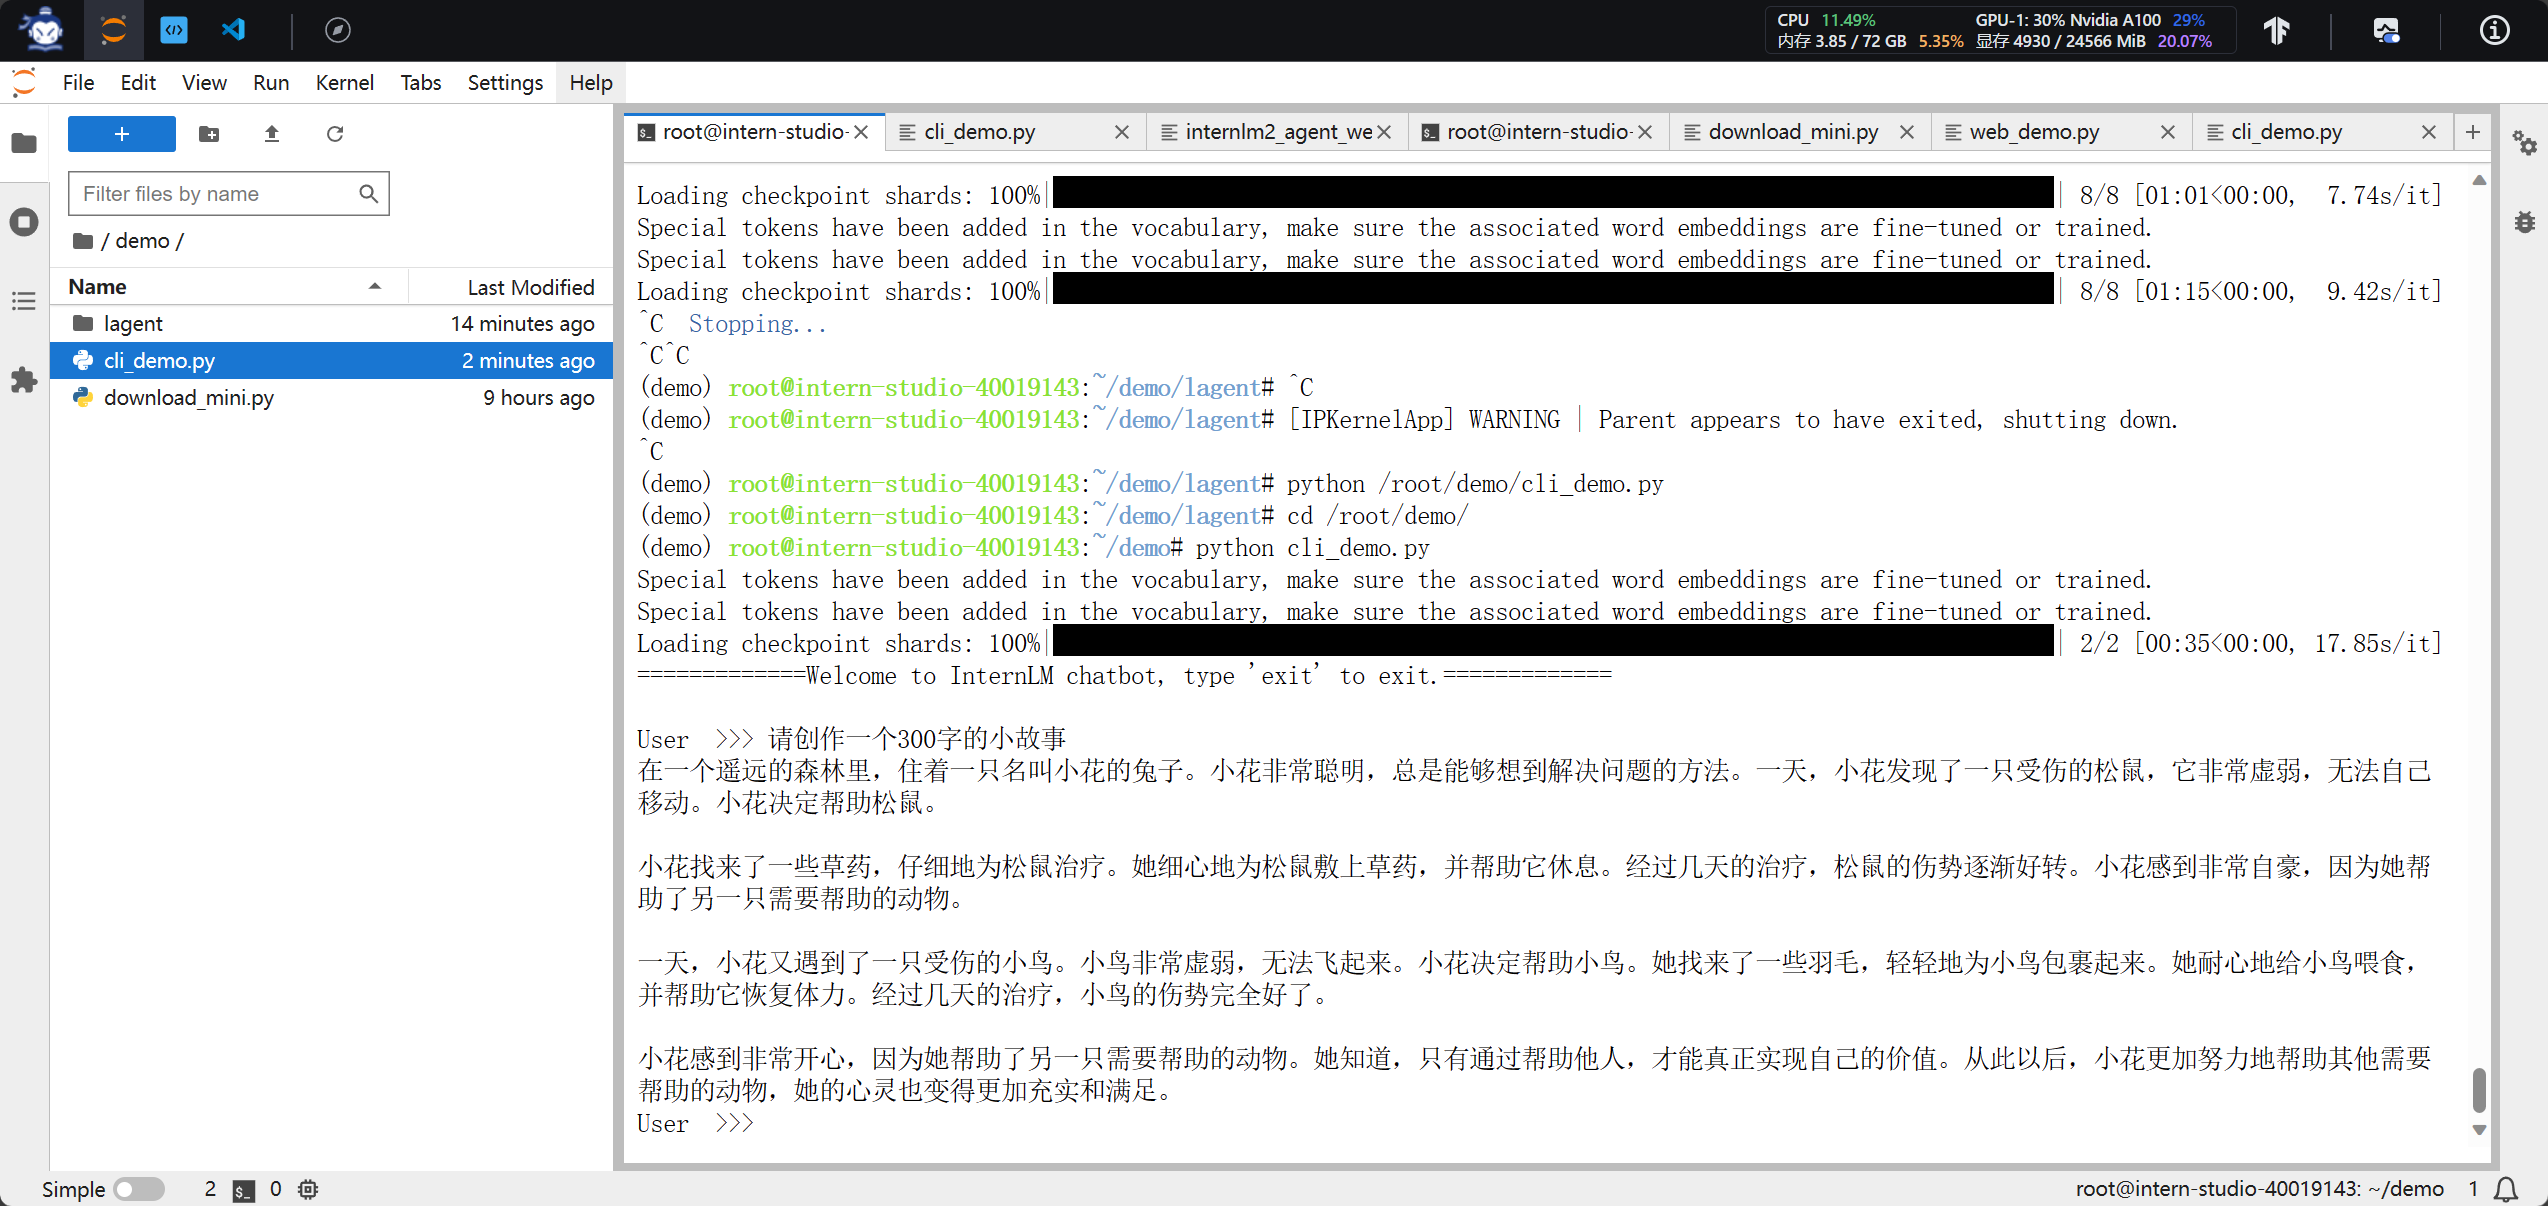 CPU 11.49% GPU-1: 30% Nvidia A100 29%
内存 3.85 / 72 GB 5.35% 显存 4930 / 24566 MiB 20.07%
File Edit View Run Kernel Tabs Settings Help
root@intern-studio- cli_demo.py internlm2_agent_we root@intern-studio- download_mini.py web_demo.py cli_demo.py
Filter files by name
/ demo /
Name Last Modified
lagent 14 minutes ago
cli_demo.py 2 minutes ago
download_mini.py 9 hours ago
Loading checkpoint shards: 100%| | 8/8 [01:01<00:00, 7.74s/it]
Special tokens have been added in the vocabulary, make sure the associated word embeddings are fine-tuned or trained.
Special tokens have been added in the vocabulary, make sure the associated word embeddings are fine-tuned or trained.
Loading checkpoint shards: 100%| | 8/8 [01:15<00:00, 9.42s/it]
^C Stopping...
^C^C
(demo) root@intern-studio-40019143:~/demo/lagent# ^C
(demo) root@intern-studio-40019143:~/demo/lagent# [IPKernelApp] WARNING | Parent appears to have exited, shutting down.
^C
(demo) root@intern-studio-40019143:~/demo/lagent# python /root/demo/cli_demo.py
(demo) root@intern-studio-40019143:~/demo/lagent# cd /root/demo/
(demo) root@intern-studio-40019143:~/demo# python cli_demo.py
Special tokens have been added in the vocabulary, make sure the associated word embeddings are fine-tuned or trained.
Special tokens have been added in the vocabulary, make sure the associated word embeddings are fine-tuned or trained.
Loading checkpoint shards: 100%| | 2/2 [00:35<00:00, 17.85s/it]
=============Welcome to InternLM chatbot, type 'exit' to exit.=============
User >>> 请创作一个300字的小故事
在一个遥远的森林里，住着一只名叫小花的兔子。小花非常聪明，总是能够想到解决问题的方法。一天，小花发现了一只受伤的松鼠，它非常虚弱，无法自己
移动。小花决定帮助松鼠。
小花找来了一些草药，仔细地为松鼠治疗。她细心地为松鼠敷上草药，并帮助它休息。经过几天的治疗，松鼠的伤势逐渐好转。小花感到非常自豪，因为她帮
助了另一只需要帮助的动物。
一天，小花又遇到了一只受伤的小鸟。小鸟非常虚弱，无法飞起来。小花决定帮助小鸟。她找来了一些羽毛，轻轻地为小鸟包裹起来。她耐心地给小鸟喂食，
并帮助它恢复体力。经过几天的治疗，小鸟的伤势完全好了。
小花感到非常开心，因为她帮助了另一只需要帮助的动物。她知道，只有通过帮助他人，才能真正实现自己的价值。从此以后，小花更加努力地帮助其他需要
帮助的动物，她的心灵也变得更加充实和满足。
User >>>
Simple 2 0 root@intern-studio-40019143: ~/demo 1